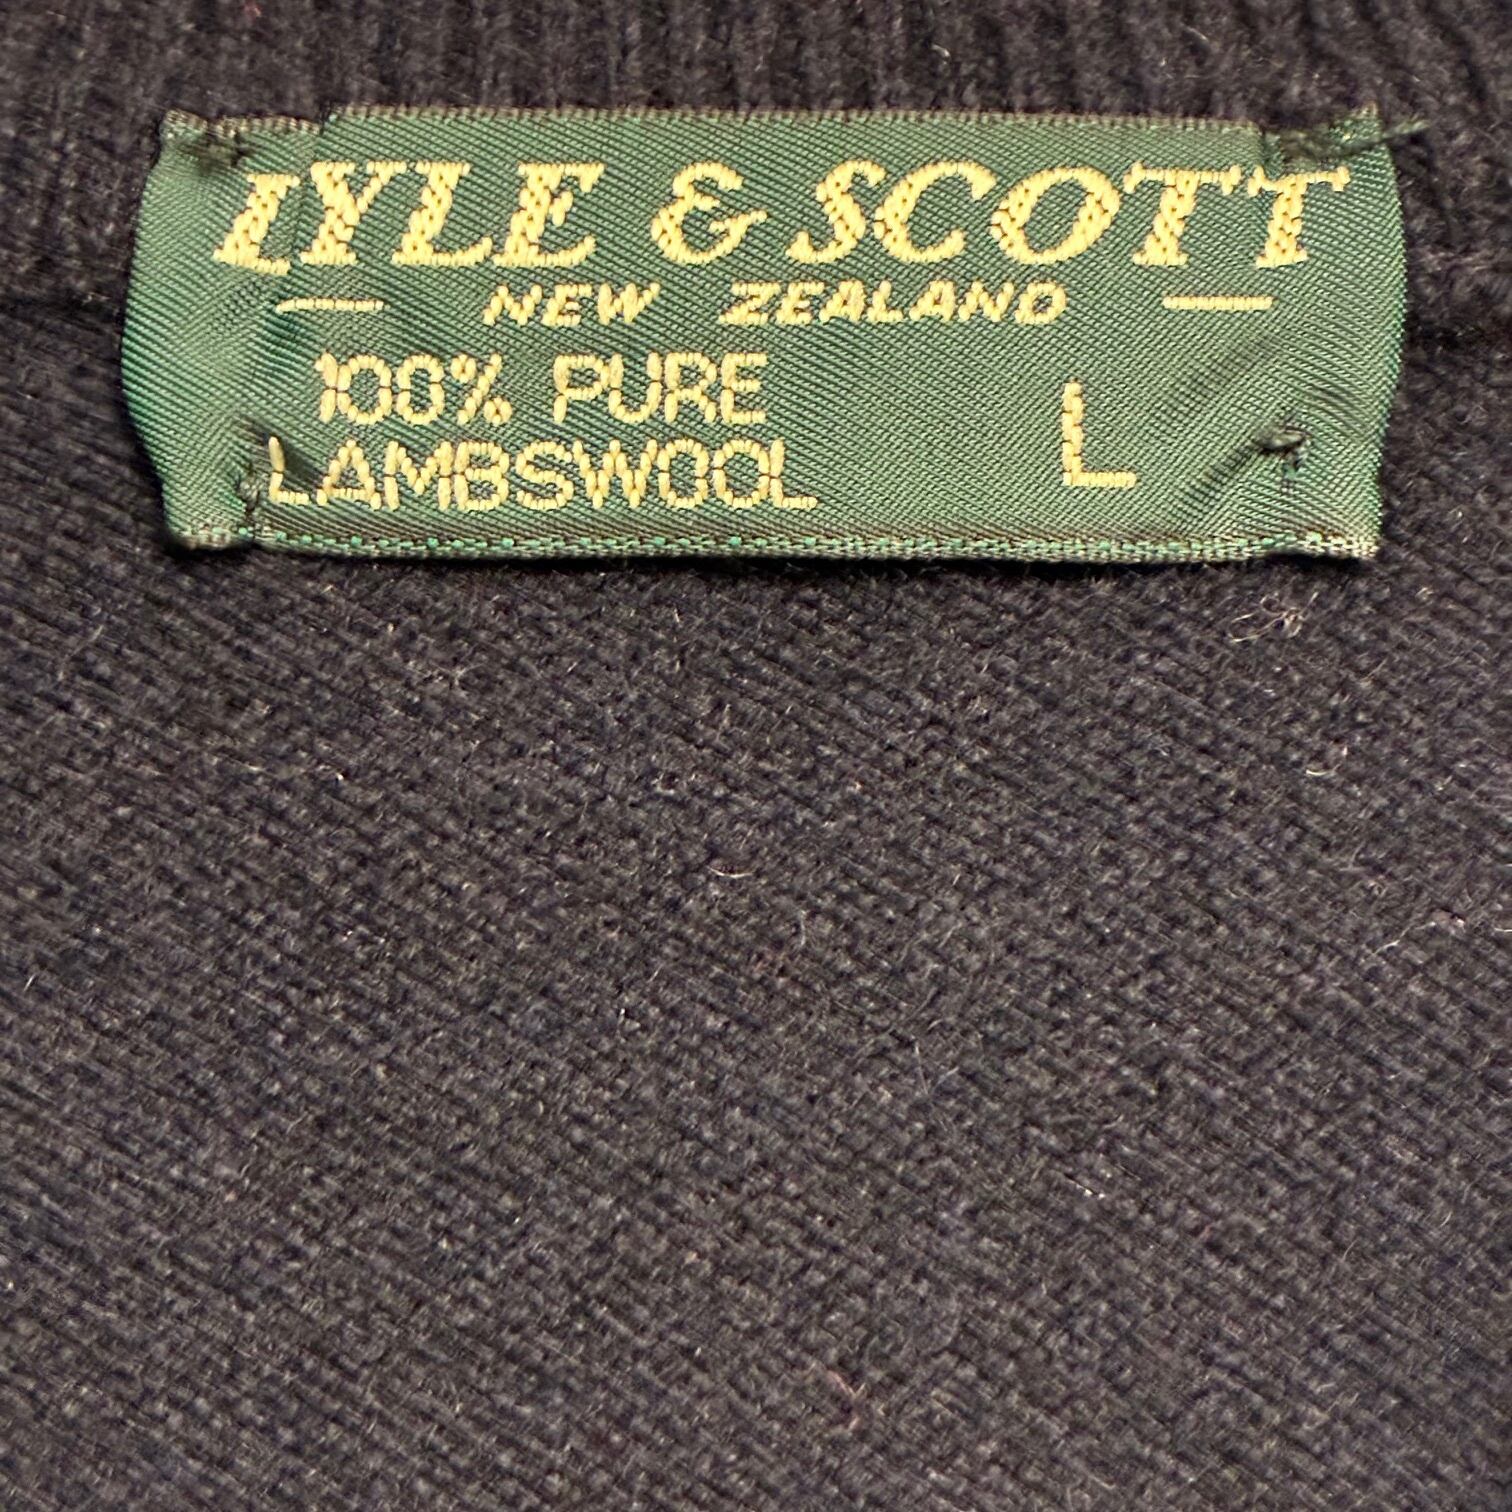 LYLE & SCOTT
NEW ZEALAND
100% PURE
LAMBSWOOL
L